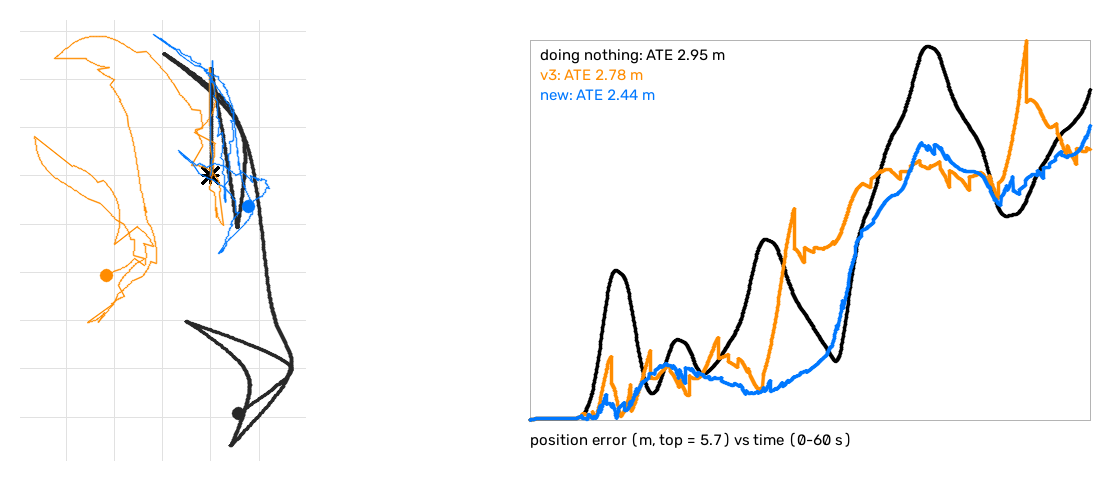 doing nothing: ATE 2.95 m
v3: ATE 2.78 m
new: ATE 2.44 m
position error (m, top = 5.7) vs time (0-60 s)